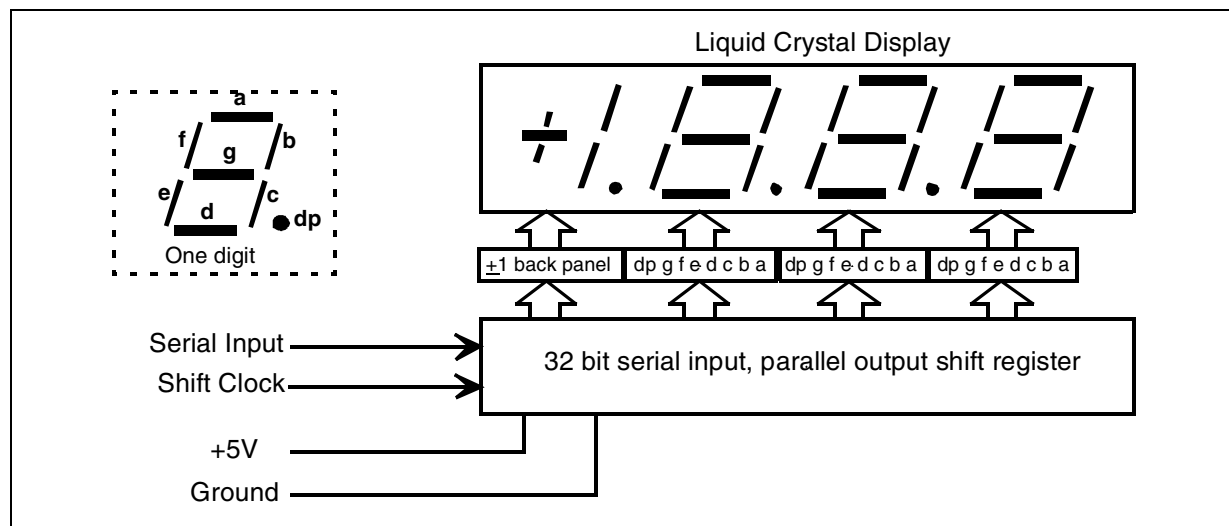 Liquid Crystal Display
a
f
b
g
e
c
d
dp
One digit
±1 back panel
dp g f e d c b a
dp g f e d c b a
dp g f e d c b a
Serial Input
Shift Clock
32 bit serial input, parallel output shift register
+5V
Ground